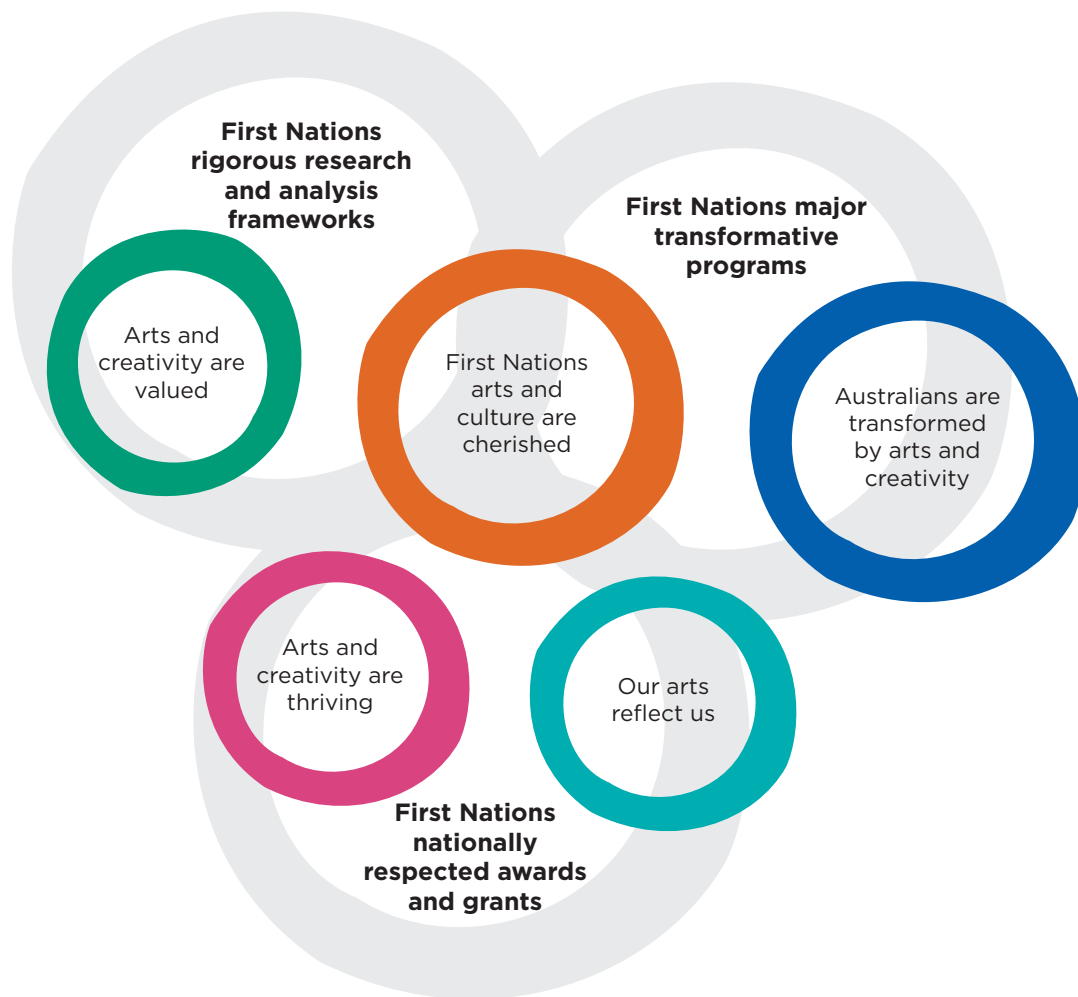 First Nations
rigorous research
and analysis
frameworks
First Nations major
transformative
programs
Arts and
creativity are
valued
First Nations
arts and
culture are
cherished
Australians are
transformed
by arts and
creativity
Arts and
creativity are
thriving
Our arts
reflect us
First Nations
nationally
respected awards
and grants